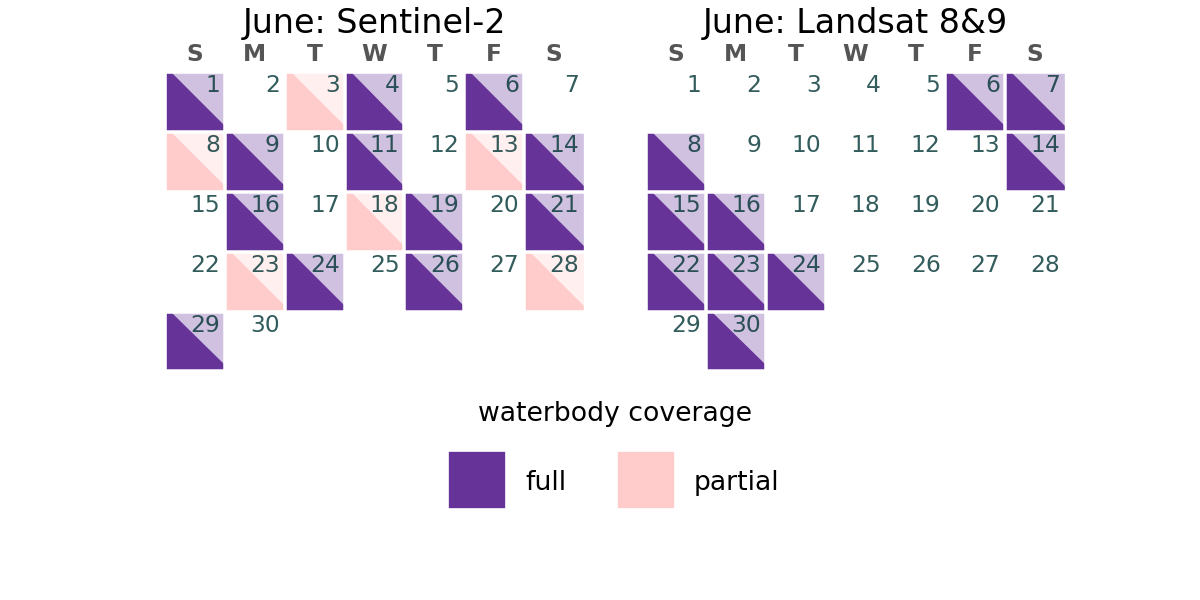 June: Sentinel-2
S M T W T F S
1 2 3 4 5 6 7
8 9 10 11 12 13 14
15 16 17 18 19 20 21
22 23 24 25 26 27 28
29 30
June: Landsat 8&9
S M T W T F S
1 2 3 4 5 6 7
8 9 10 11 12 13 14
15 16 17 18 19 20 21
22 23 24 25 26 27 28
29 30
waterbody coverage
full partial